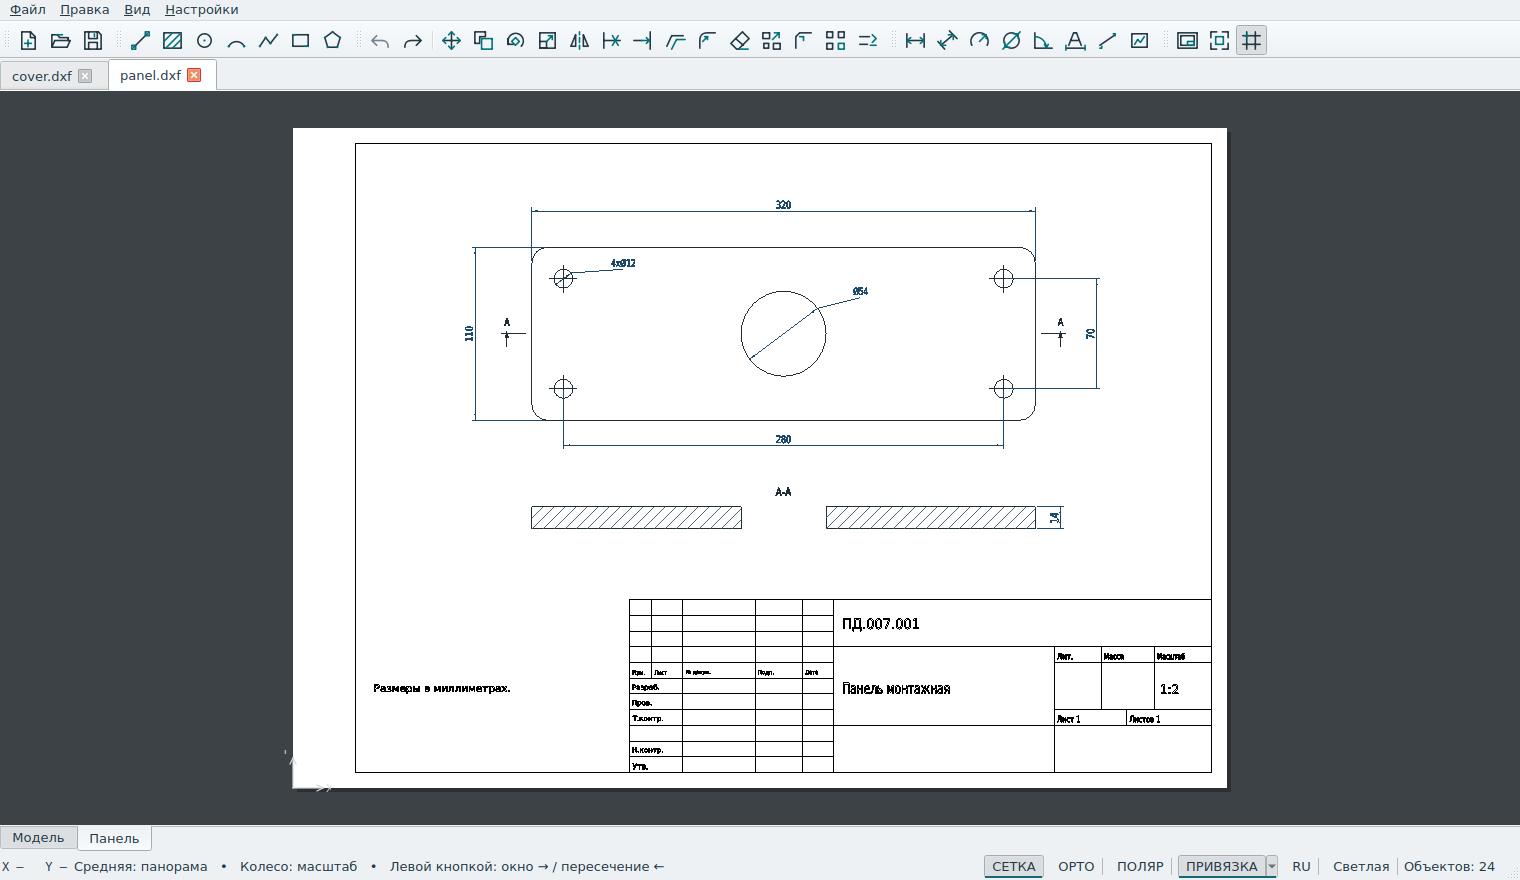 Файл Правка Вид Настройки
cover.dxf panel.dxf
320
4xØ12
Ø54
A A
110
70
280
A-A
14
ПД.007.001
Лит. Масса Масштаб
Изм. Лист № докум. Подп. Дата
Размеры в миллиметрах.
Разраб.
Панель монтажная
1:2
Пров.
Т.контр.
Лист 1 Листов 1
Н.контр.
Утв.
Модель Панель
X — Y — Средняя: панорама • Колесо: масштаб • Левой кнопкой: окно → / пересечение ← СЕТКА ОРТО ПОЛЯР ПРИВЯЗКА RU Светлая Объектов: 24